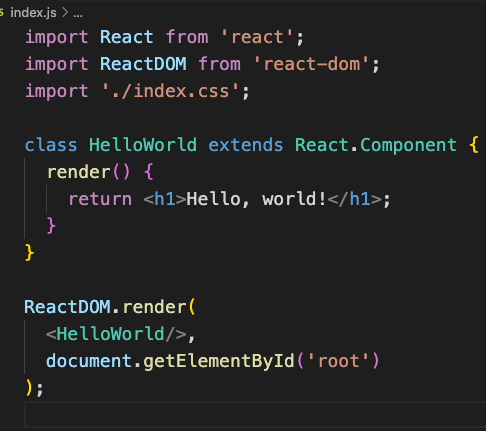 index.js > ...
import React from 'react';
import ReactDOM from 'react-dom';
import './index.css';
class HelloWorld extends React.Component {
render() {
return <h1>Hello, world!</h1>;
}
}
ReactDOM.render(
<HelloWorld/>,
document.getElementById('root')
);